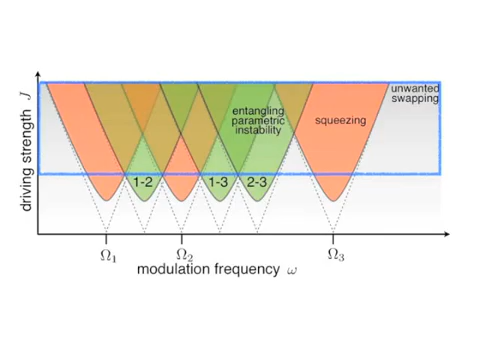 unwanted
swapping
driving strength J
entangling
parametric
instability
squeezing
1-2
1-3
2-3
Ω1
Ω2
Ω3
modulation frequency ω